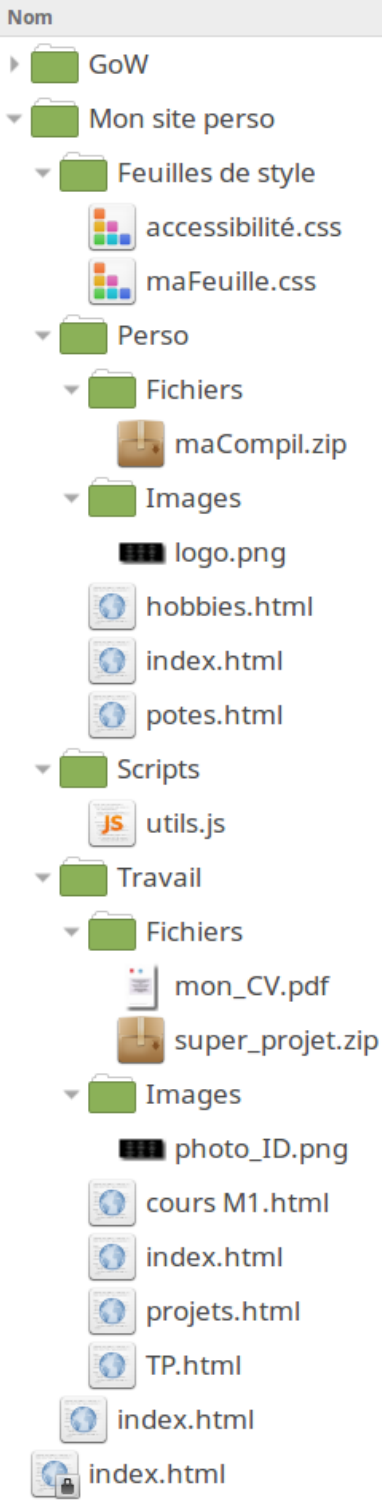 Nom
GoW
Mon site perso
Feuilles de style
accessibilité.css
maFeuille.css
Perso
Fichiers
maCompil.zip
Images
logo.png
hobbies.html
index.html
potes.html
Scripts
JS utils.js
Travail
Fichiers
mon_CV.pdf
super_projet.zip
Images
photo_ID.png
cours M1.html
index.html
projets.html
TP.html
index.html
index.html